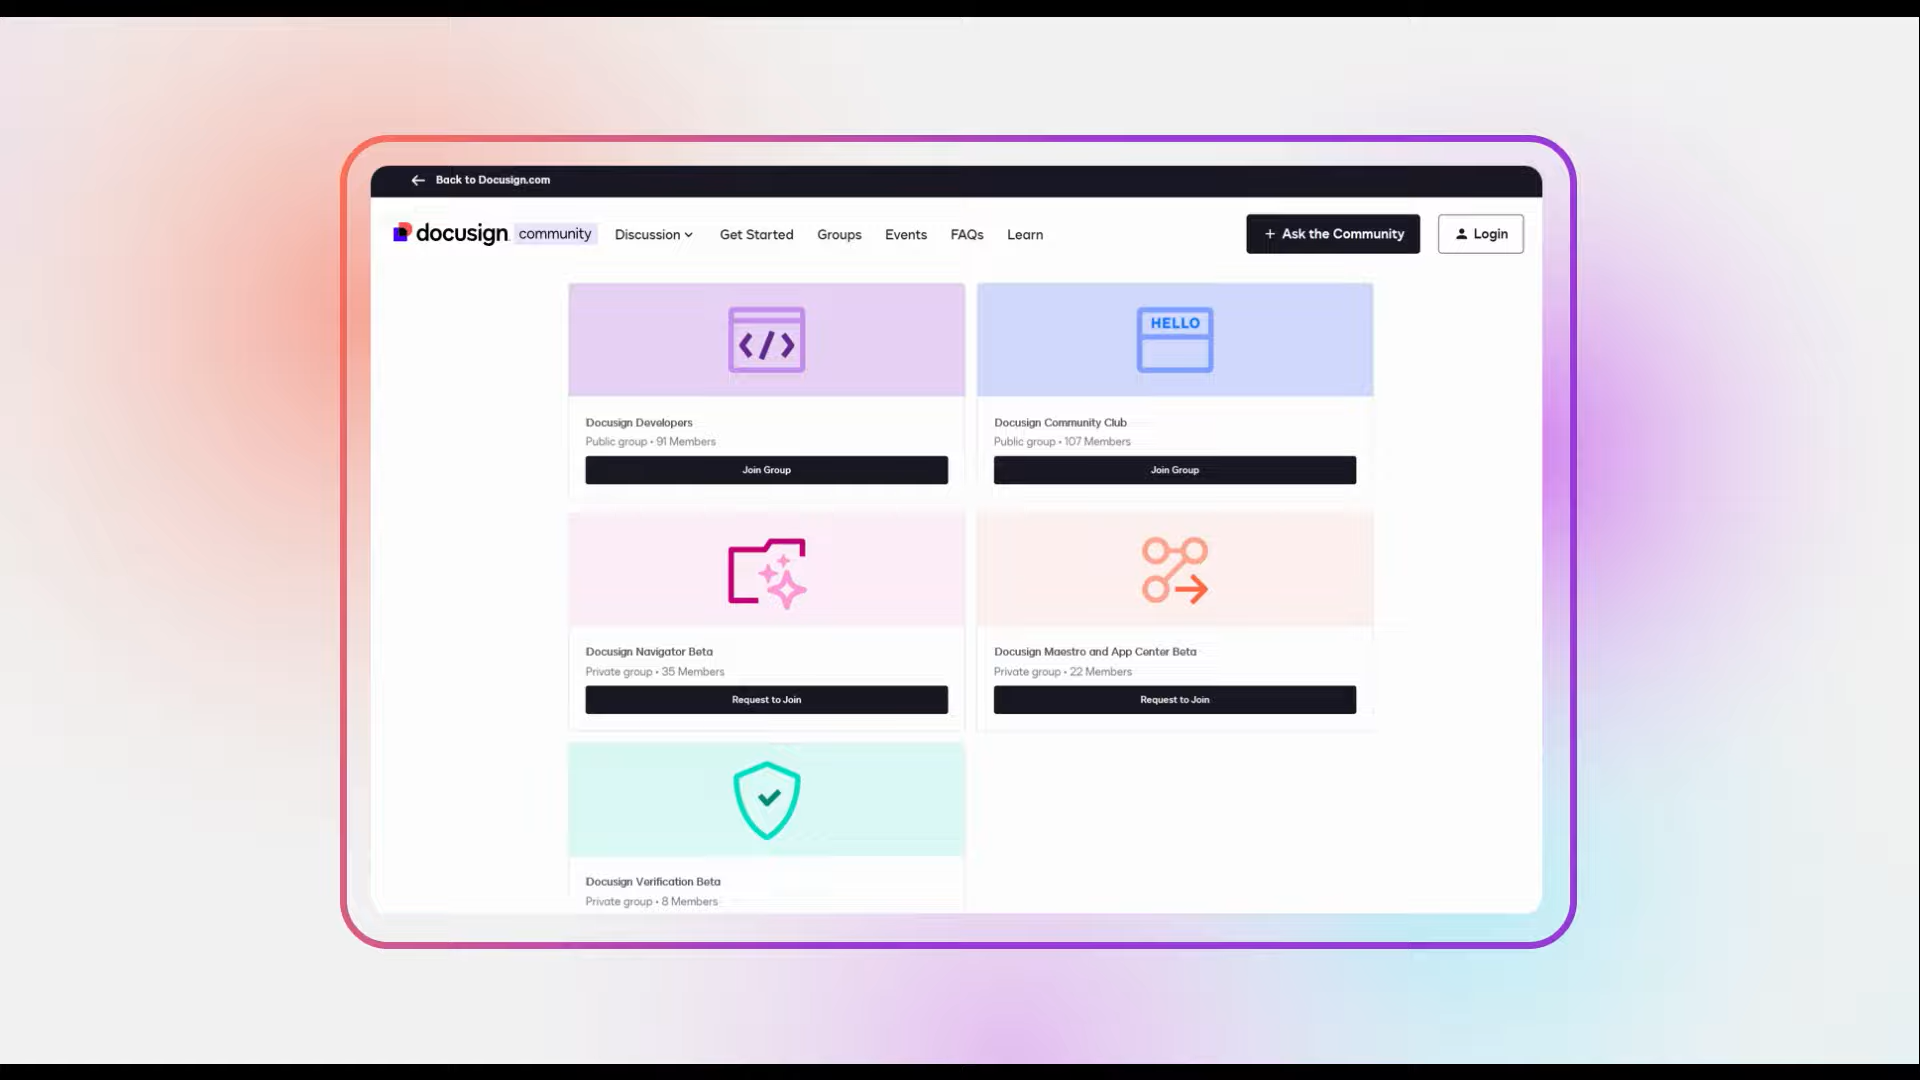 ← Back to Docusign.com
docusign community Discussion Get Started Groups Events FAQs Learn + Ask the Community Login
HELLO
Docusign Developers
Public group • 91 Members
Join Group
Docusign Community Club
Public group • 107 Members
Join Group
Docusign Navigator Beta
Private group • 35 Members
Request to Join
Docusign Maestro and App Center Beta
Private group • 22 Members
Request to Join
Docusign Verification Beta
Private group • 8 Members